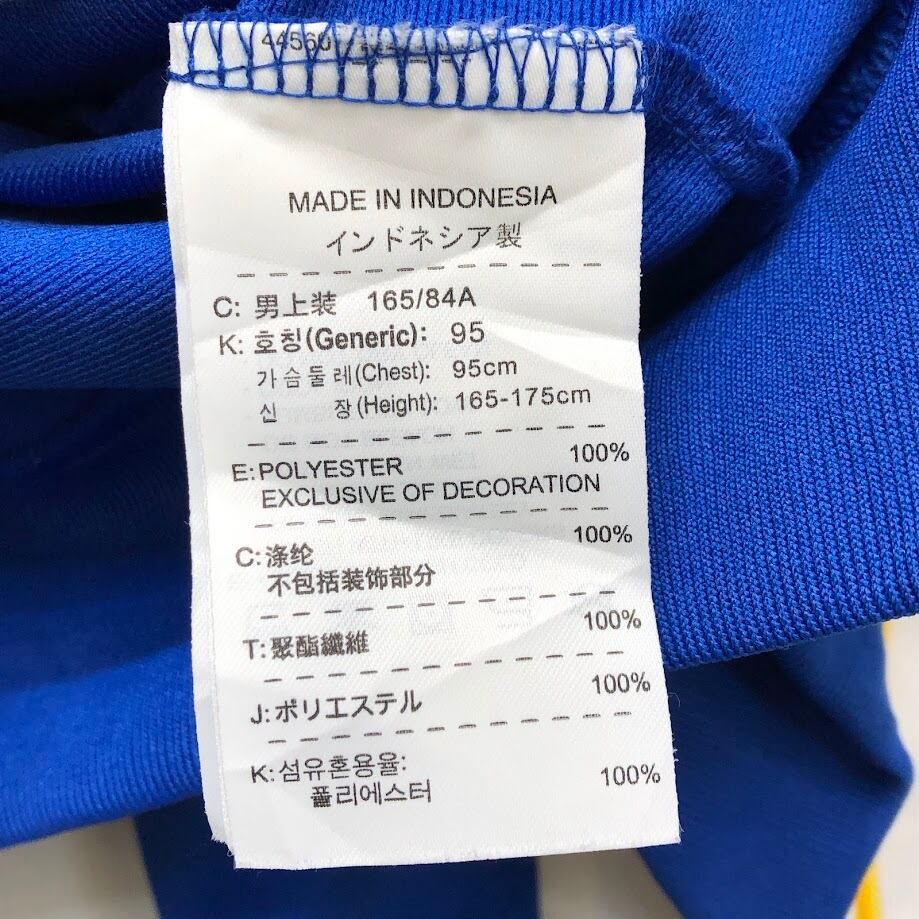 44560
MADE IN INDONESIA
インドネシア製
C: 男上装 165/84A
K: 호칭(Generic): 95
가슴둘레(Chest): 95cm
신 장(Height): 165-175cm
E: POLYESTER 100%
EXCLUSIVE OF DECORATION
C: 涤纶 100%
不包括装饰部分
T: 聚酯纖維 100%
J: ポリエステル 100%
K: 섬유혼용율:
폴리에스터 100%